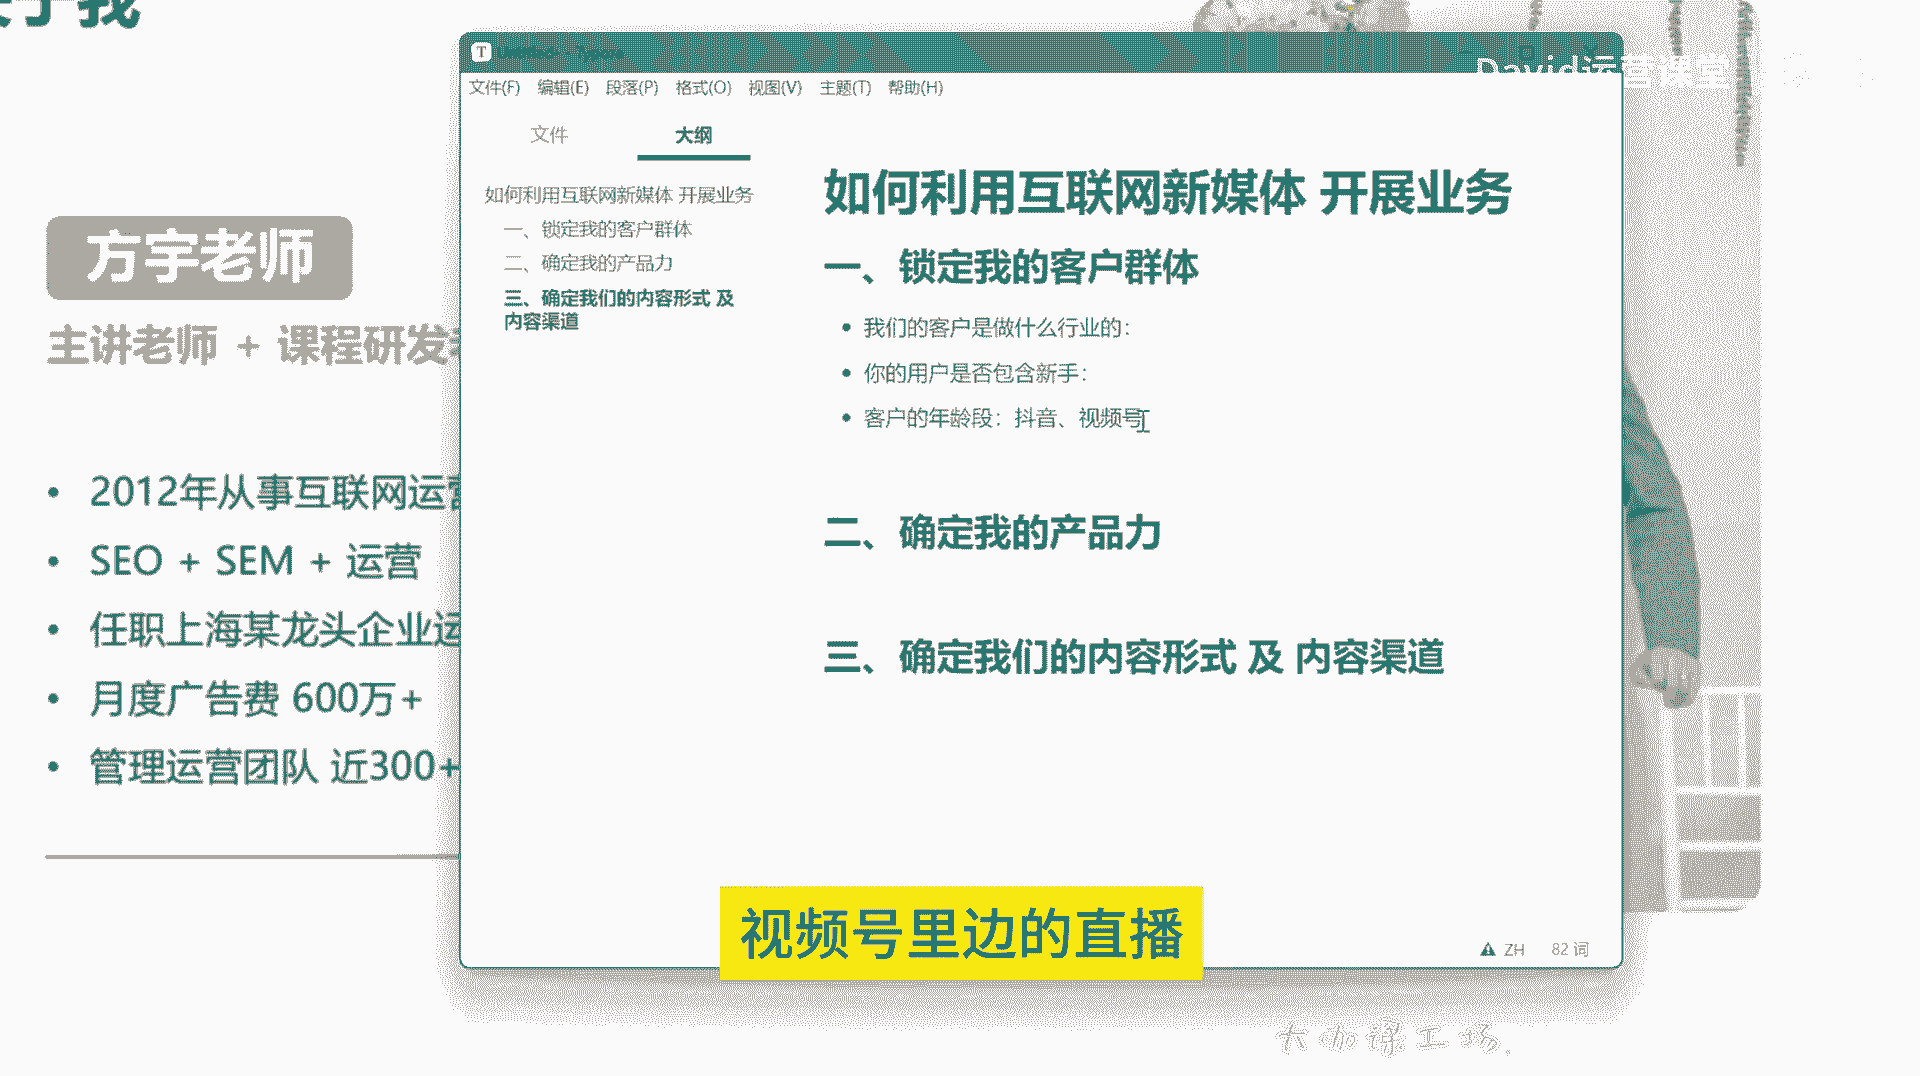 于我
David运营课堂
方宇老师
主讲老师 + 课程研发
2012年从事互联网运营
SEO + SEM + 运营
任职上海某龙头企业运
月度广告费 600万+
管理运营团队 近300+
文件(F) 编辑(E) 段落(P) 格式(O) 视图(V) 主题(T) 帮助(H)
文件 大纲
如何利用互联网新媒体 开展业务
一、锁定我的客户群体
二、确定我的产品力
三、确定我们的内容形式 及
内容渠道
如何利用互联网新媒体 开展业务
一、锁定我的客户群体
我们的客户是做什么行业的：
你的用户是否包含新手：
客户的年龄段：抖音、视频号
二、确定我的产品力
三、确定我们的内容形式 及 内容渠道
视频号里边的直播
ZH 82 词
大咖课工场.